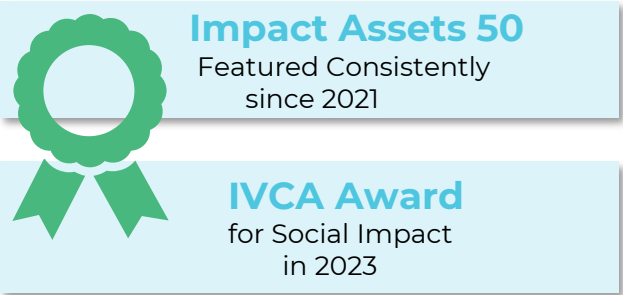 Impact Assets 50
Featured Consistently
since 2021
IVCA Award
for Social Impact
in 2023